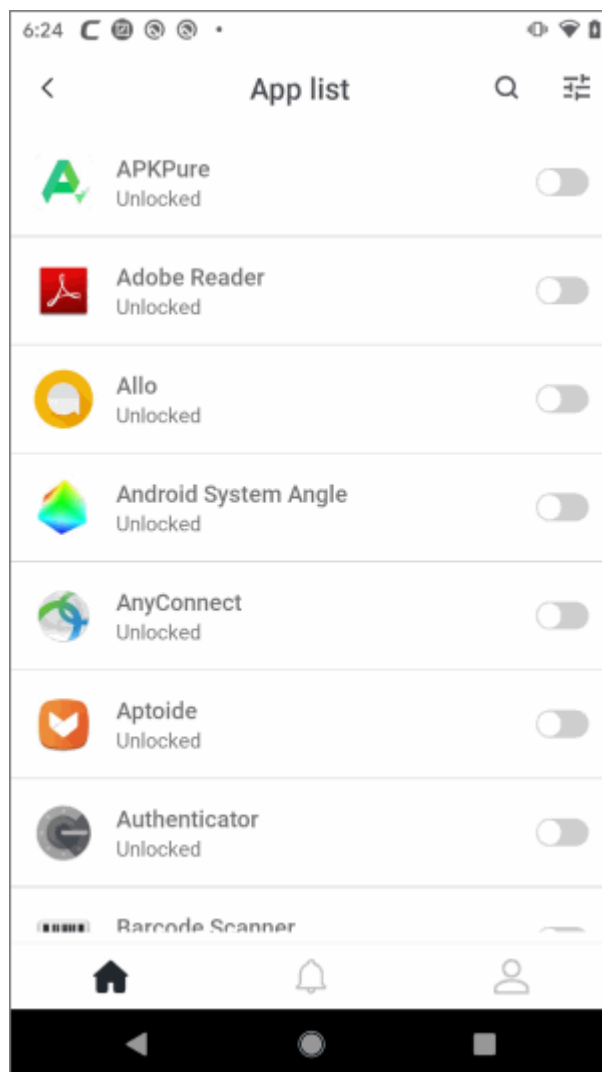 6:24
App list
APKPure
Unlocked
Adobe Reader
Unlocked
Allo
Unlocked
Android System Angle
Unlocked
AnyConnect
Unlocked
Aptoide
Unlocked
Authenticator
Unlocked
Barcode Scanner